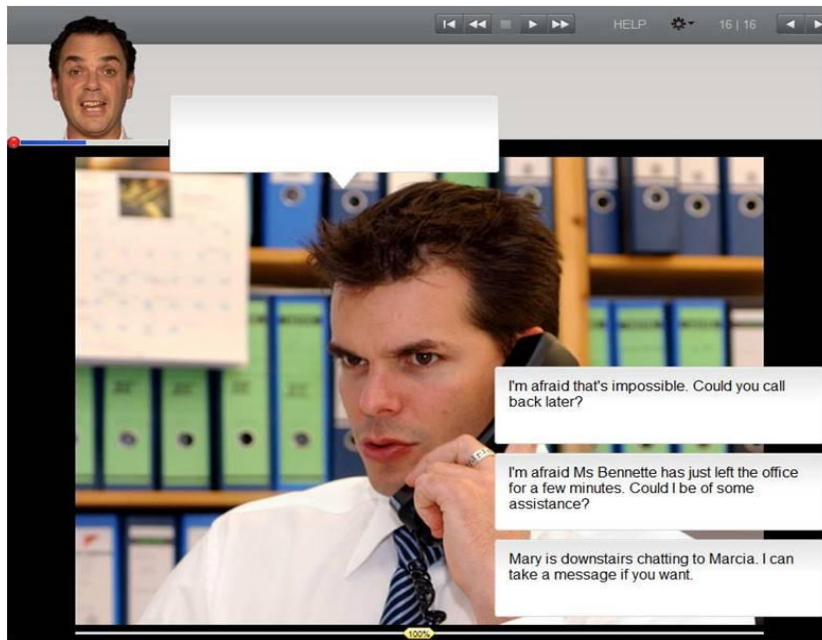 HELP
16 | 16
I'm afraid that's impossible. Could you call
back later?
I'm afraid Ms Bennette has just left the office
for a few minutes. Could I be of some
assistance?
Mary is downstairs chatting to Marcia. I can
take a message if you want.
100%